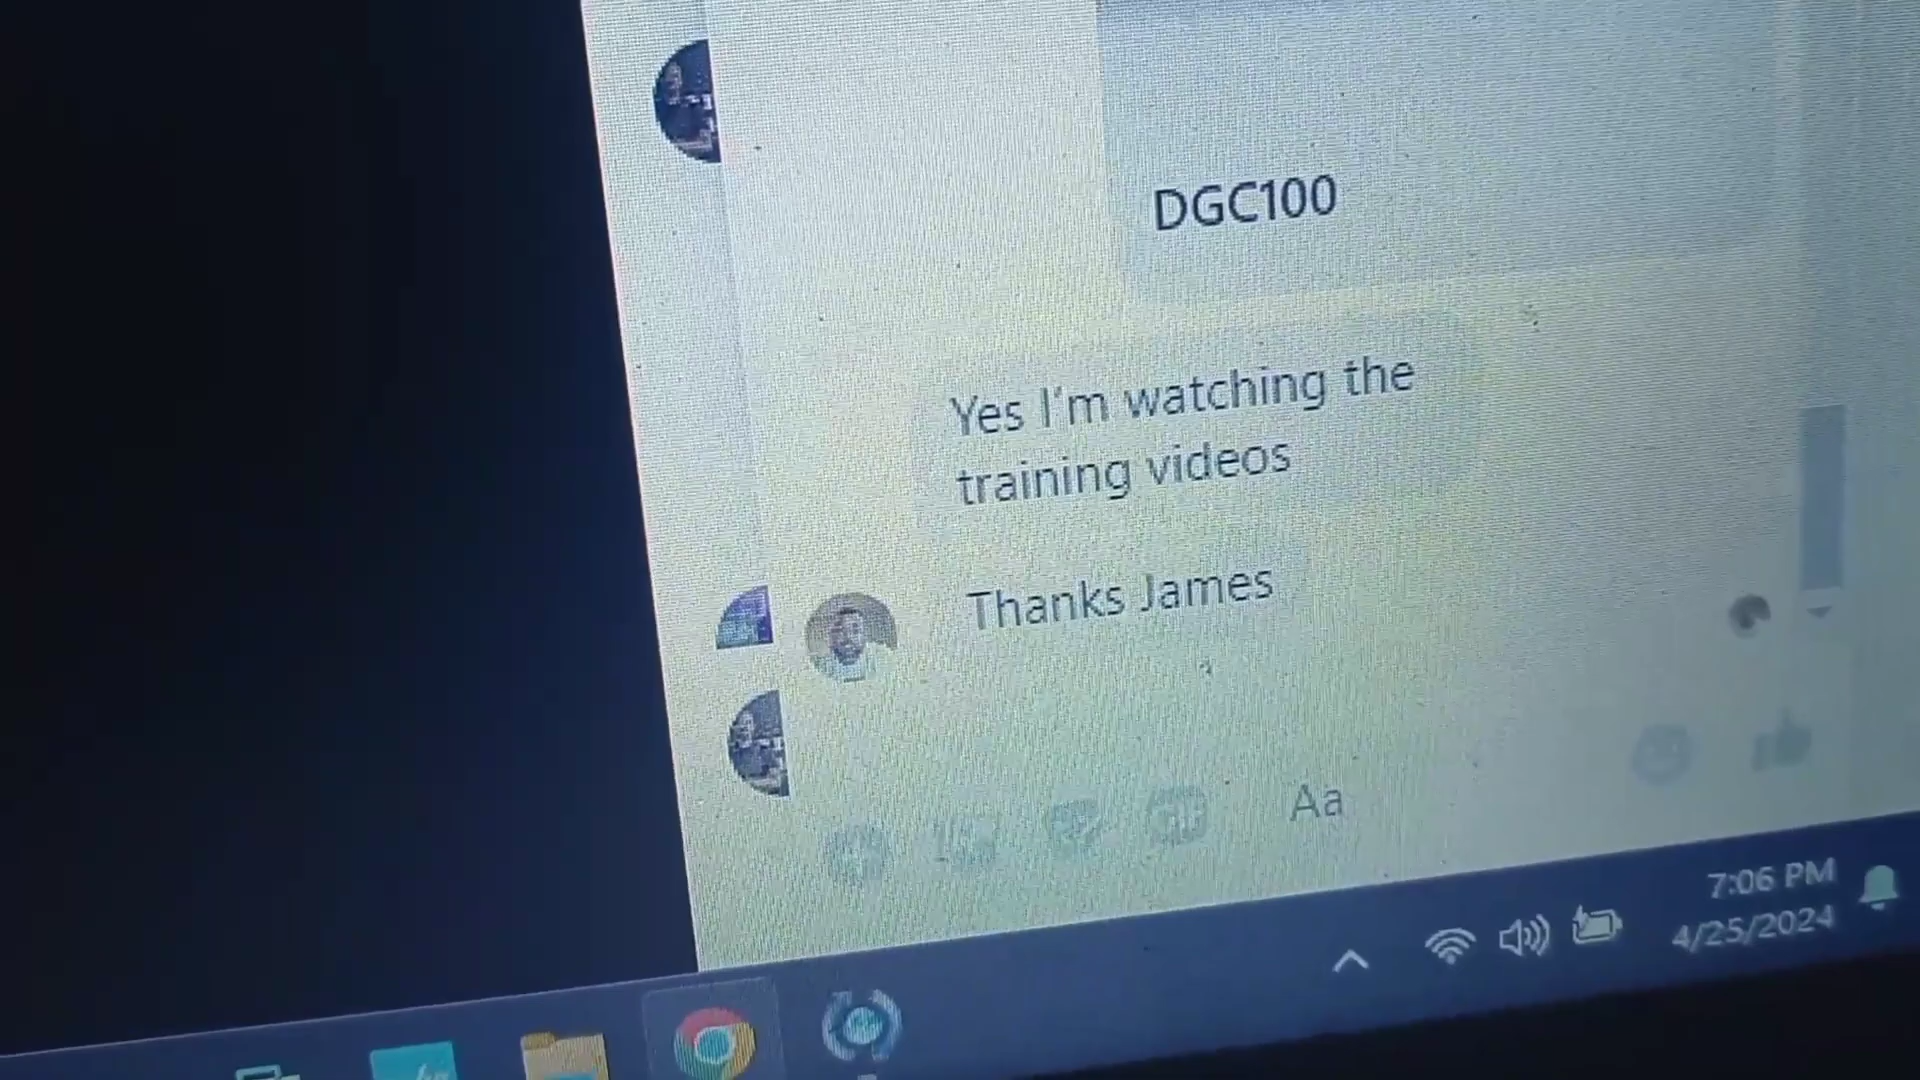 DGC100
Yes I'm watching the
training videos
Thanks James
Aa
7:06 PM
4/25/2024